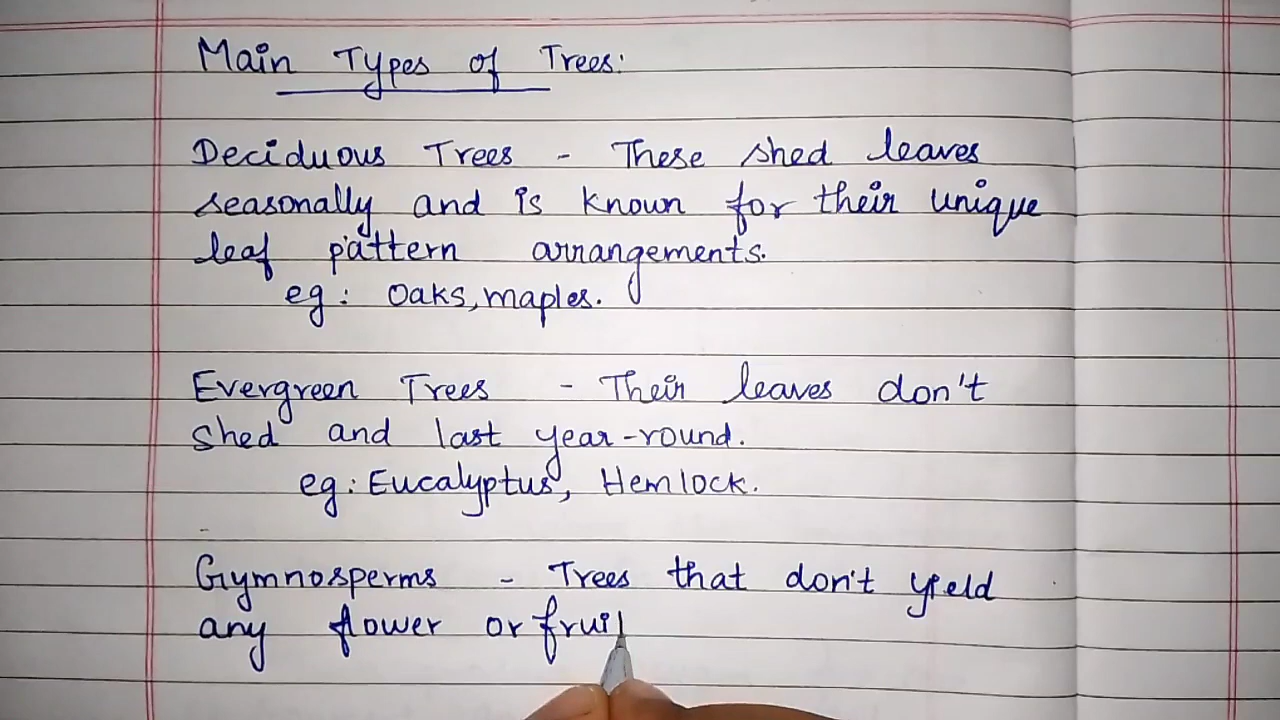 Main Types of Trees:
Deciduous Trees - These shed leaves
seasonally and is known for their unique
leaf pattern arrangements.
eg: Oaks, maples.
Evergreen Trees - Their leaves don't
shed and last year-round.
eg: Eucalyptus, Hemlock.
Gymnosperms - Trees that don't yield
any flower or frui